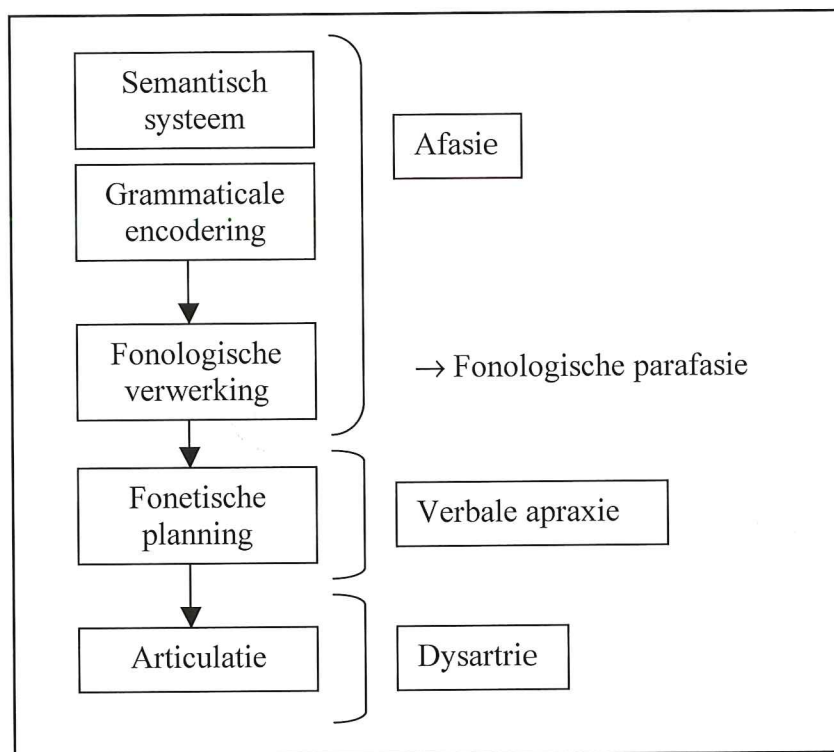 Semantisch
systeem
Afasie
Grammaticale
encodering
Fonologische
verwerking
→ Fonologische parafasie
Fonetische
planning
Verbale apraxie
Articulatie
Dysartrie